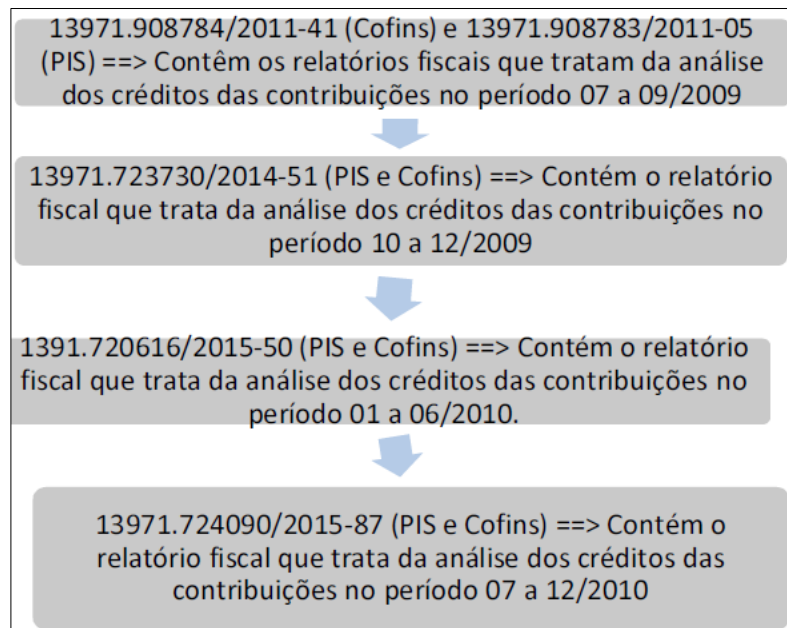 13971.908784/2011-41 (Cofins) e 13971.908783/2011-05
(PIS) ==> Contêm os relatórios fiscais que tratam da análise
dos créditos das contribuições no período 07 a 09/2009
13971.723730/2014-51 (PIS e Cofins) ==> Contém o relatório
fiscal que trata da análise dos créditos das contribuições no
período 10 a 12/2009
1391.720616/2015-50 (PIS e Cofins) ==> Contém o relatório
fiscal que trata da análise dos créditos das contribuições no
período 01 a 06/2010.
13971.724090/2015-87 (PIS e Cofins) ==> Contém o
relatório fiscal que trata da análise dos créditos das
contribuições no período 07 a 12/2010